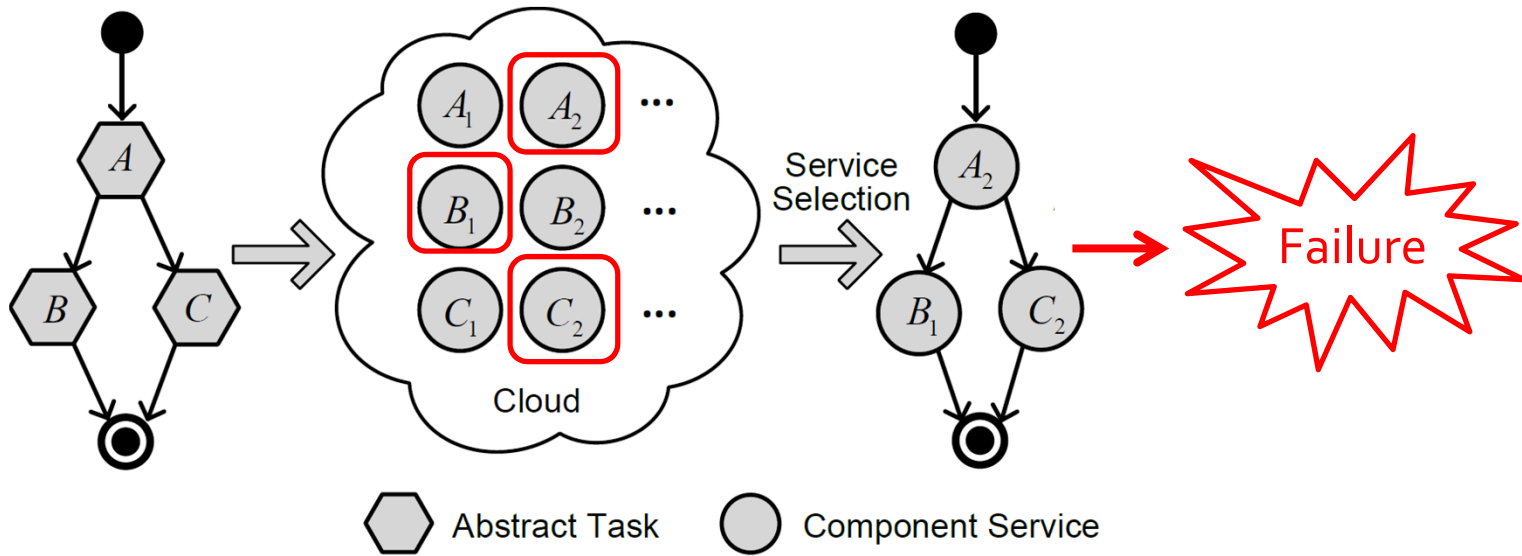 A
B
C
A1
A2
...
B1
B2
...
C1
C2
...
Cloud
Service
Selection
A2
B1
C2
Failure
Abstract Task
Component Service